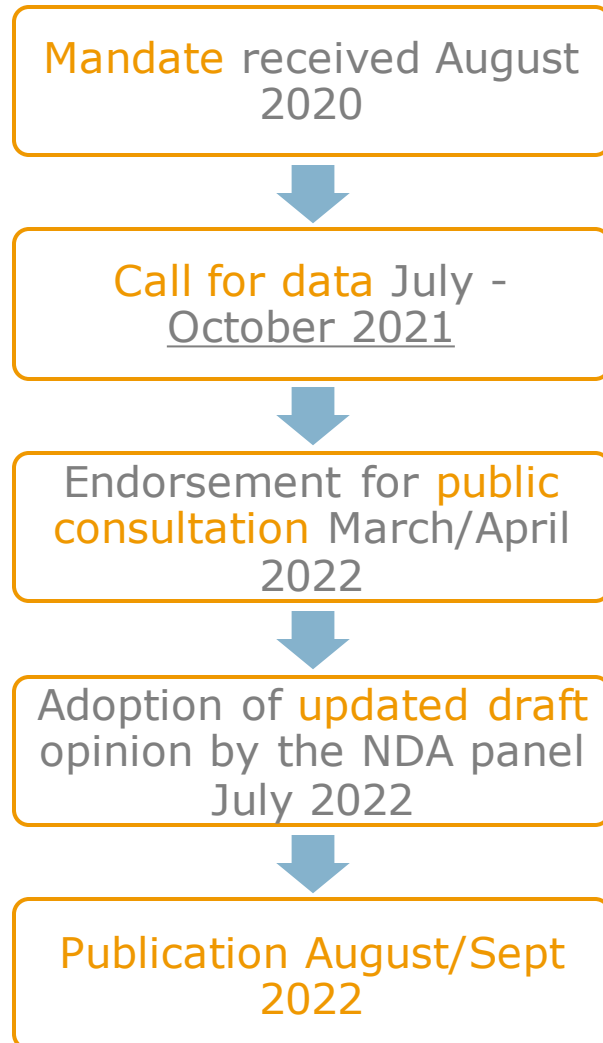 Mandate received August
2020
Call for data July -
October 2021
Endorsement for public
consultation March/April
2022
Adoption of updated draft
opinion by the NDA panel
July 2022
Publication August/Sept
2022